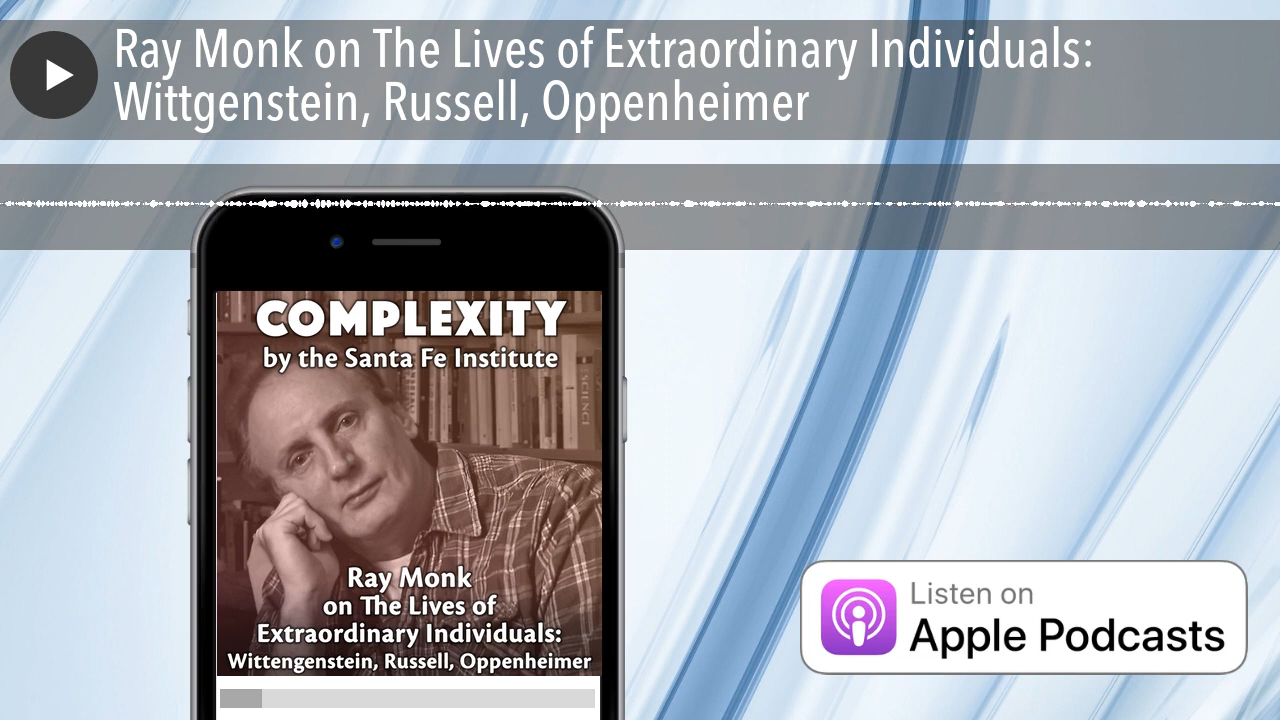 Ray Monk on The Lives of Extraordinary Individuals:
Wittgenstein, Russell, Oppenheimer
COMPLEXITY
by the Santa Fe Institute
SCIENCE
Ray Monk
on The Lives of
Extraordinary Individuals:
Wittengenstein, Russell, Oppenheimer
Listen on
Apple Podcasts